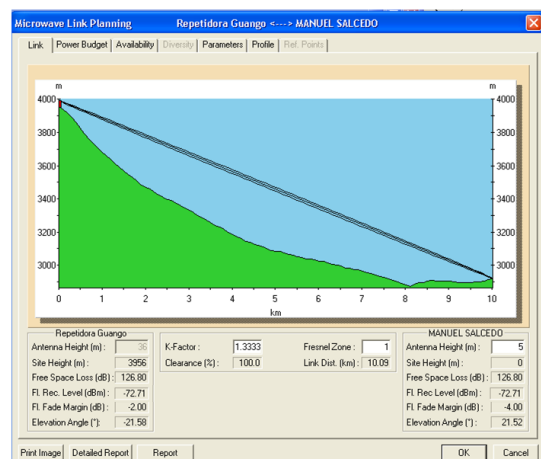 Microwave Link Planning Repetidora Guango <---> MANUEL SALCEDO
Link Power Budget Availability Diversity Parameters Profile Ref. Points
m m
4000 4000
3800 3800
3600 3600
3400 3400
3200 3200
3000 3000
0 1 2 3 4 5 6 7 8 9 10
km
Repetidora Guango
Antenna Height (m) : 36
Site Height (m) : 3956
Free Space Loss (dB) : 126.80
Fl. Rec. Level (dBm) : -72.71
Fl. Fade Margin (dB) : -2.00
Elevation Angle (°): -21.58
K-Factor : 1.3333 Fresnel Zone : 1
Clearance (%) : 100.0 Link Dist. (km) : 10.09
MANUEL SALCEDO
Antenna Height (m) : 5
Site Height (m) : 0
Free Space Loss (dB) : 126.80
Fl. Rec. Level (dBm) : -72.71
Fl. Fade Margin (dB) : -4.00
Elevation Angle (°): 21.52
Print Image Detailed Report Report OK Cancel